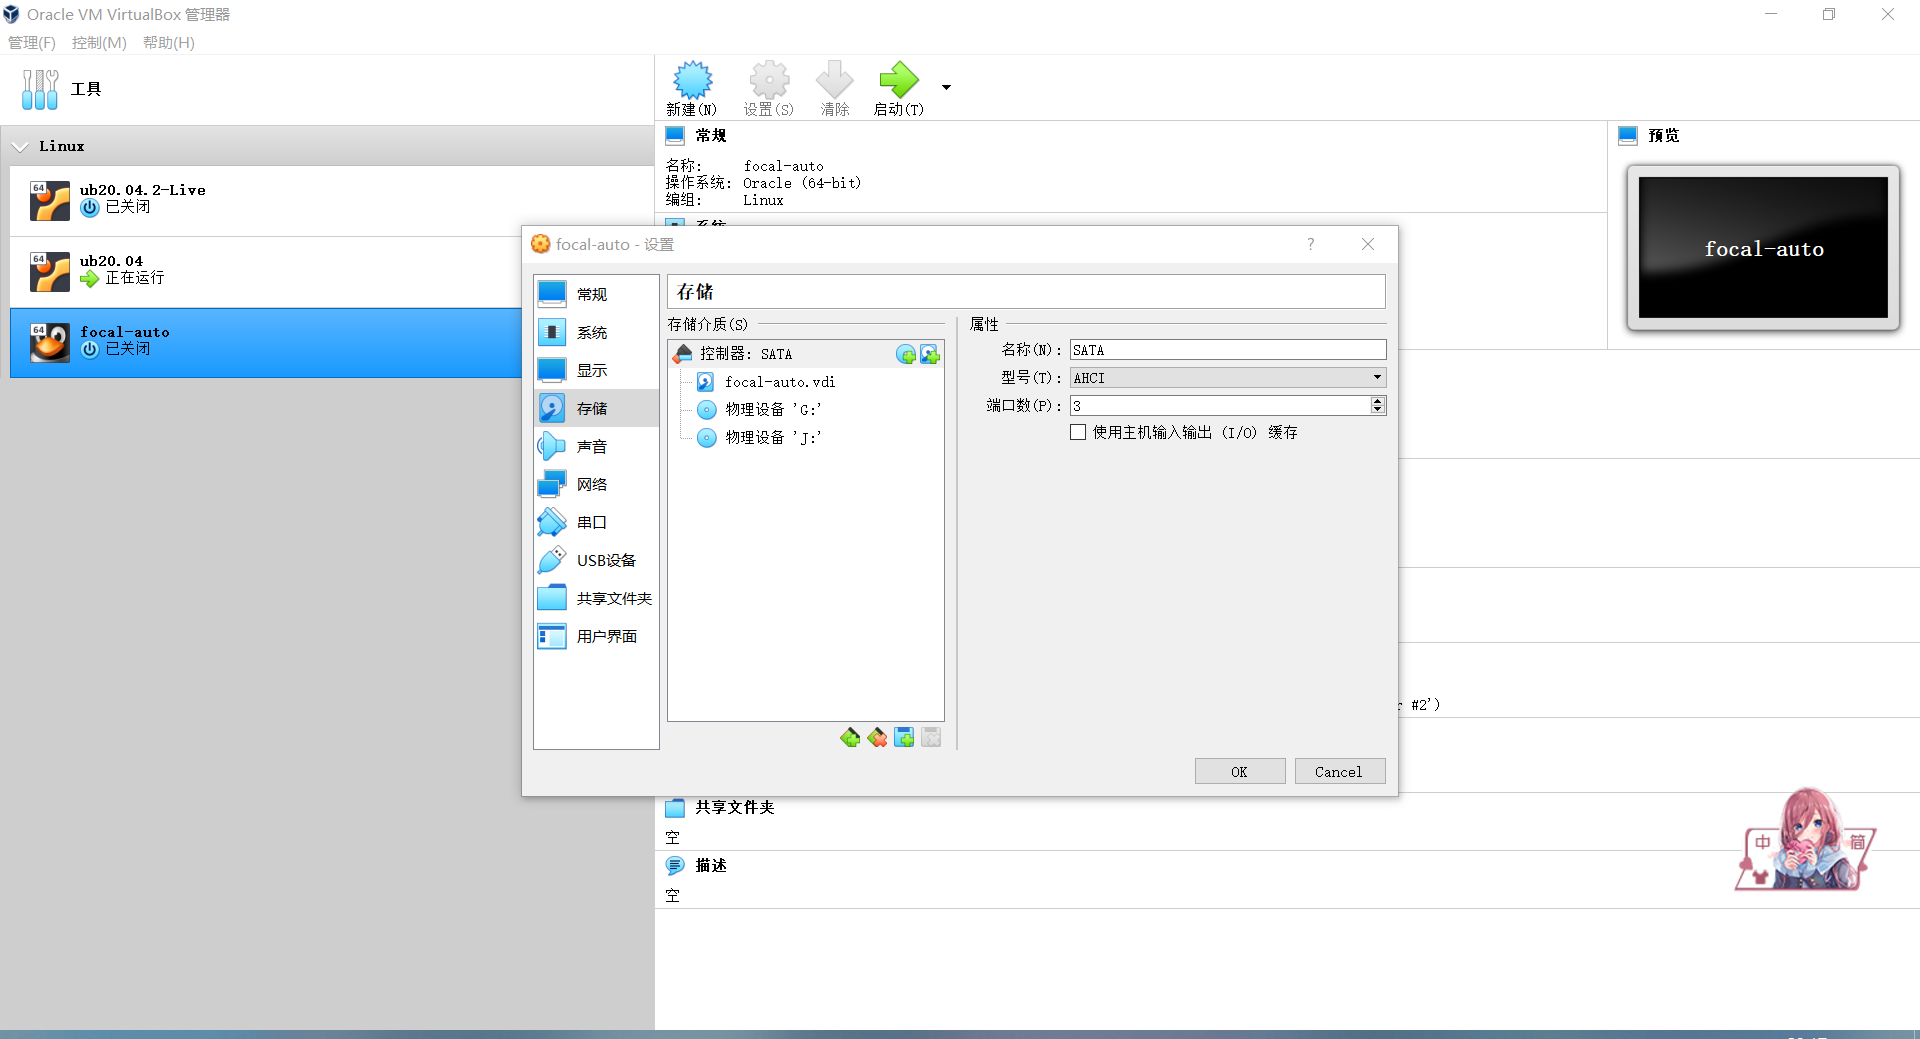 Oracle VM VirtualBox 管理器
管理(F) 控制(M) 帮助(H)
工具
新建(N) 设置(S) 清除 启动(T)
Linux
64
ub20.04.2-Live
已关闭
64
ub20.04
正在运行
64
focal-auto
已关闭
常规
名称: focal-auto
操作系统: Oracle (64-bit)
编组: Linux
系统
预览
focal-auto
focal-auto - 设置
?
常规
系统
显示
存储
声音
网络
串口
USB设备
共享文件夹
用户界面
存储
存储介质(S)
控制器: SATA
focal-auto.vdi
物理设备 'G:'
物理设备 'J:'
属性
名称(N): SATA
型号(T): AHCI
端口数(P): 3
使用主机输入输出 (I/O) 缓存
OK Cancel
#2')
共享文件夹
空
描述
空
中 简